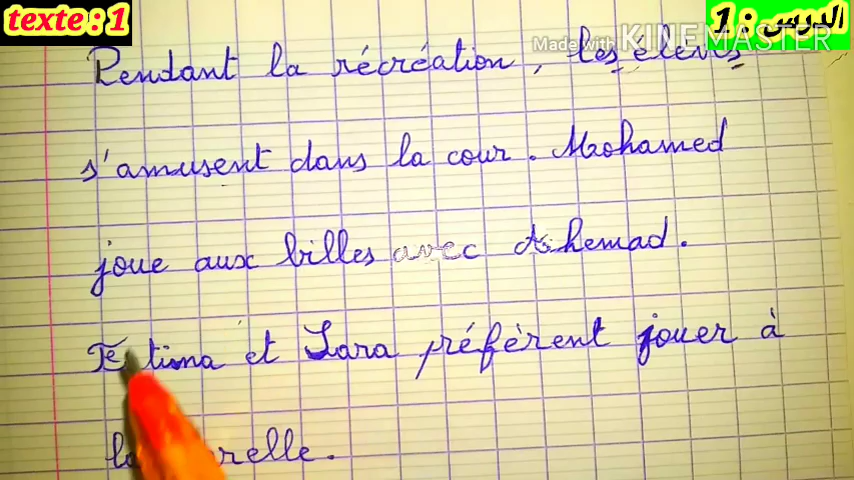 texte : 1
الدرس : 1
Made with KINEMASTER
Pendant la récréation, les élèves
s'amusent dans la cour. Mohamed
joue aux billes avec
et Sara préfèrent jouer à